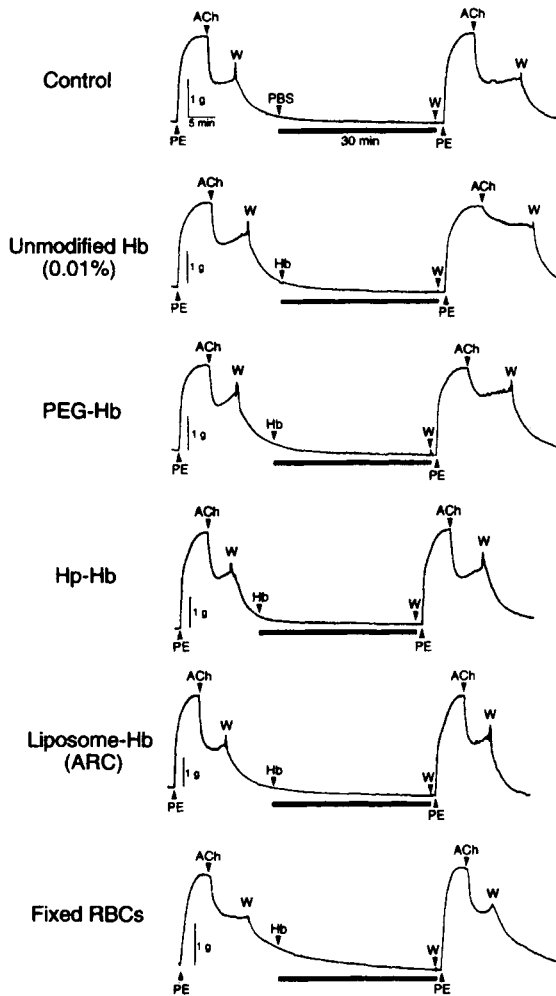 Control
ACh
W
1 g
5 min
PE
PBS
30 min
W
PE
ACh
W
Unmodified Hb
(0.01%)
ACh
W
1 g
PE
Hb
W
PE
ACh
W
PEG-Hb
ACh
W
1 g
PE
Hb
W
PE
ACh
W
Hp-Hb
ACh
W
1 g
PE
Hb
W
PE
ACh
W
Liposome-Hb
(ARC)
ACh
W
1 g
PE
Hb
W
PE
ACh
W
Fixed RBCs
ACh
W
1 g
PE
Hb
W
PE
ACh
W